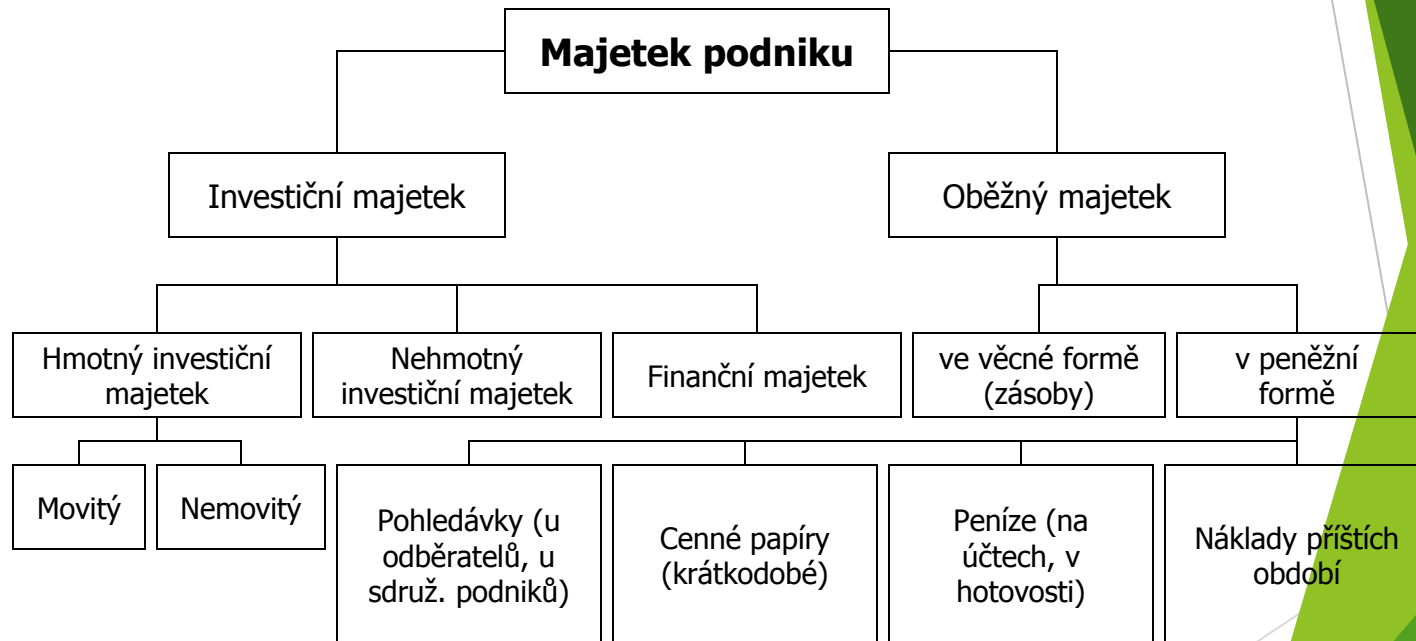 Majetek podniku
Investiční majetek
Oběžný majetek
Hmotný investiční
majetek
Nehmotný
investiční majetek
Finanční majetek
ve věcné formě
(zásoby)
v peněžní
formě
Movitý
Nemovitý
Pohledávky (u
odběratelů, u
sdruž. podniků)
Cenné papíry
(krátkodobé)
Peníze (na
účtech, v
hotovosti)
Náklady příštích
období